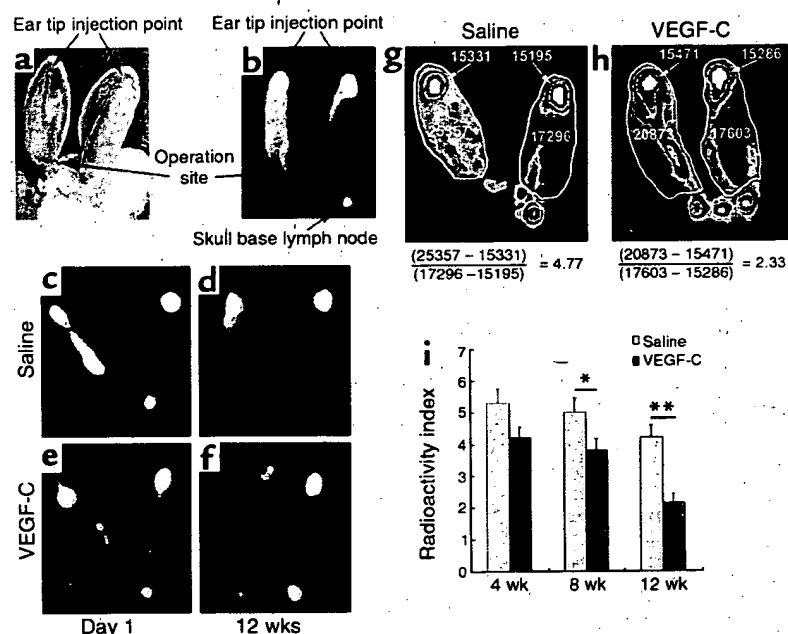 Ear tip injection point
Ear tip injection point
a
b
Operation
site
Skull base lymph node
Saline
VEGF-C
g
15331
15195
17296
h
15471
15286
20873
17603
(25357 – 15331)
(17296 –15195)
= 4.77
(20873 – 15471)
(17603 – 15286)
= 2.33
Saline
c
d
VEGF-C
e
f
Day 1
12 wks
i
Saline
VEGF-C
Radioactivity index
7
6
5
4
3
2
1
0
*
**
4 wk
8 wk
12 wk